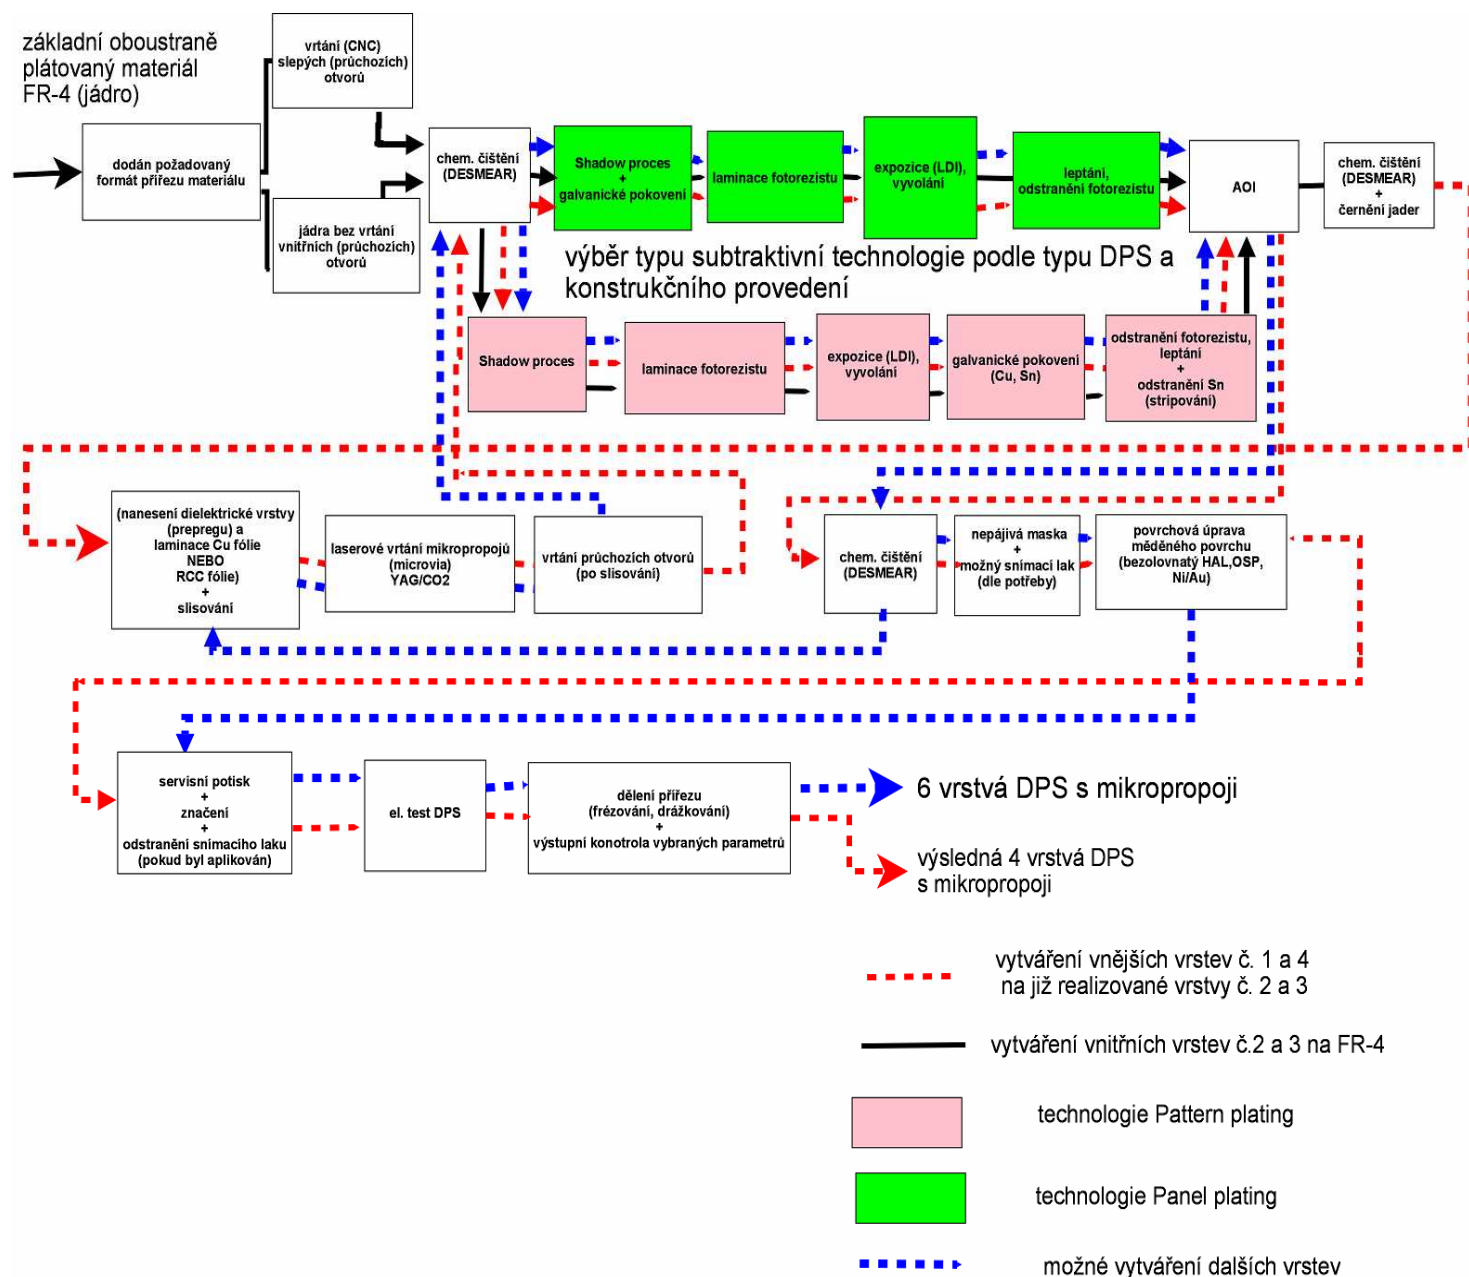 základní oboustraně
plátovaný materiál
FR-4 (jádro)
vrtání (CNC)
slepých (průchozích)
otvorů
dodán požadovaný
formát přířezu materiálu
jádra bez vrtání
vnitřních (průchozích)
otvorů
chem. čištění
(DESMEAR)
Shadow proces
+
galvanické pokovení
laminace fotorezistu
expozice (LDI),
vyvolání
leptání,
odstranění fotorezistu
AOI
chem. čištění
(DESMEAR)
+
černění jader
výběr typu subtraktivní technologie podle typu DPS a
konstrukčního provedení
Shadow proces
laminace fotorezistu
expozice (LDI),
vyvolání
galvanické pokovení
(Cu, Sn)
odstranění fotorezistu,
leptání
+
odstranění Sn
(stripování)
(nanesení dielektrické vrstvy
(prepregu) a
laminace Cu fólie
NEBO
RCC fólie)
+
slisování
laserové vrtání mikropropojů
(microvia)
YAG/CO2
vrtání průchozích otvorů
(po slisování)
chem. čištění
(DESMEAR)
nepájivá maska
+
možný snímací lak
(dle potřeby)
povrchová úprava
měděného povrchu
(bezolovnatý HAL,OSP,
Ni/Au)
servisní potisk
+
značení
+
odstranění snímacího laku
(pokud byl aplikován)
el. test DPS
dělení přířezu
(frézování, drážkování)
+
výstupní konotrola vybraných parametrů
6 vrstvá DPS s mikropropoji
výsledná 4 vrstvá DPS
s mikropropoji
vytváření vnějších vrstev č. 1 a 4
na již realizované vrstvy č. 2 a 3
vytváření vnitřních vrstev č.2 a 3 na FR-4
technologie Pattern plating
technologie Panel plating
možné vytváření dalších vrstev